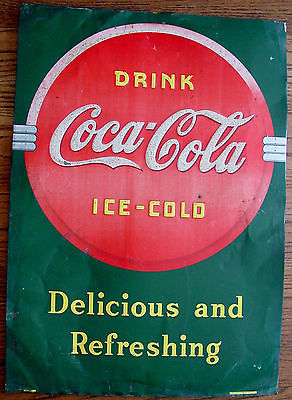 DRINK
Coca-Cola
ICE-COLD
Delicious and
Refreshing